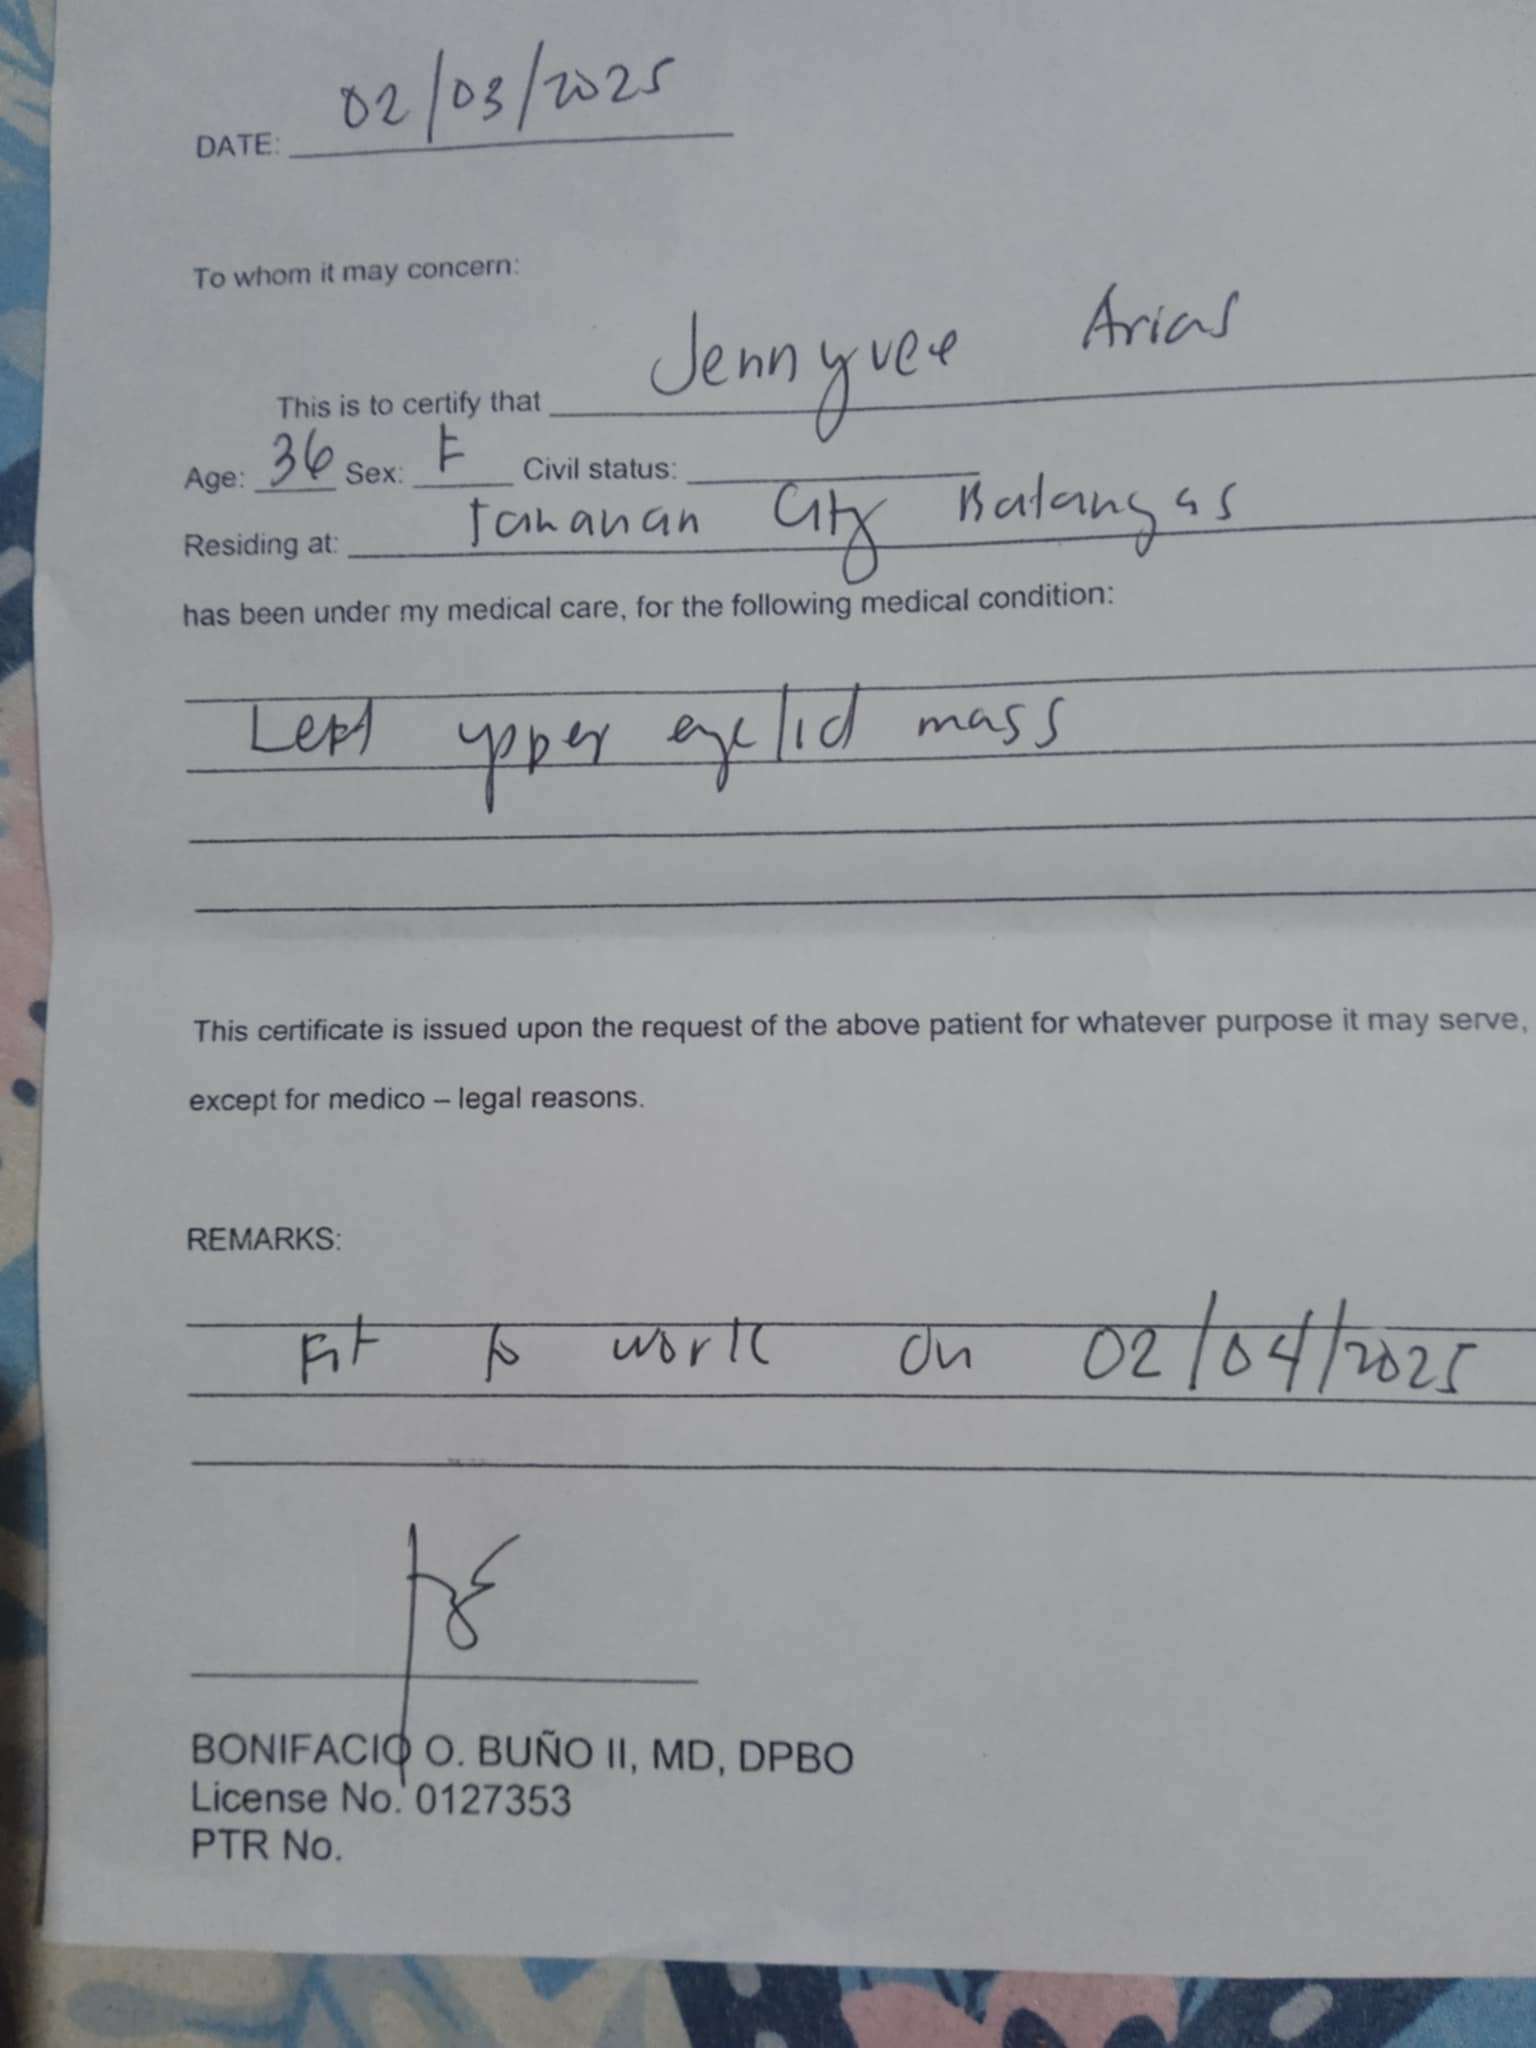 DATE: 02/03/2025
To whom it may concern:
This is to certify that Jennyvee Arias
Age: 36 Sex: F Civil status:
Residing at: Tanauan City Batangas
has been under my medical care, for the following medical condition:
Left upper eyelid mass
This certificate is issued upon the request of the above patient for whatever purpose it may serve,
except for medico – legal reasons.
REMARKS:
Fit to work on 02/04/2025
BONIFACIO O. BUÑO II, MD, DPBO
License No. 0127353
PTR No.